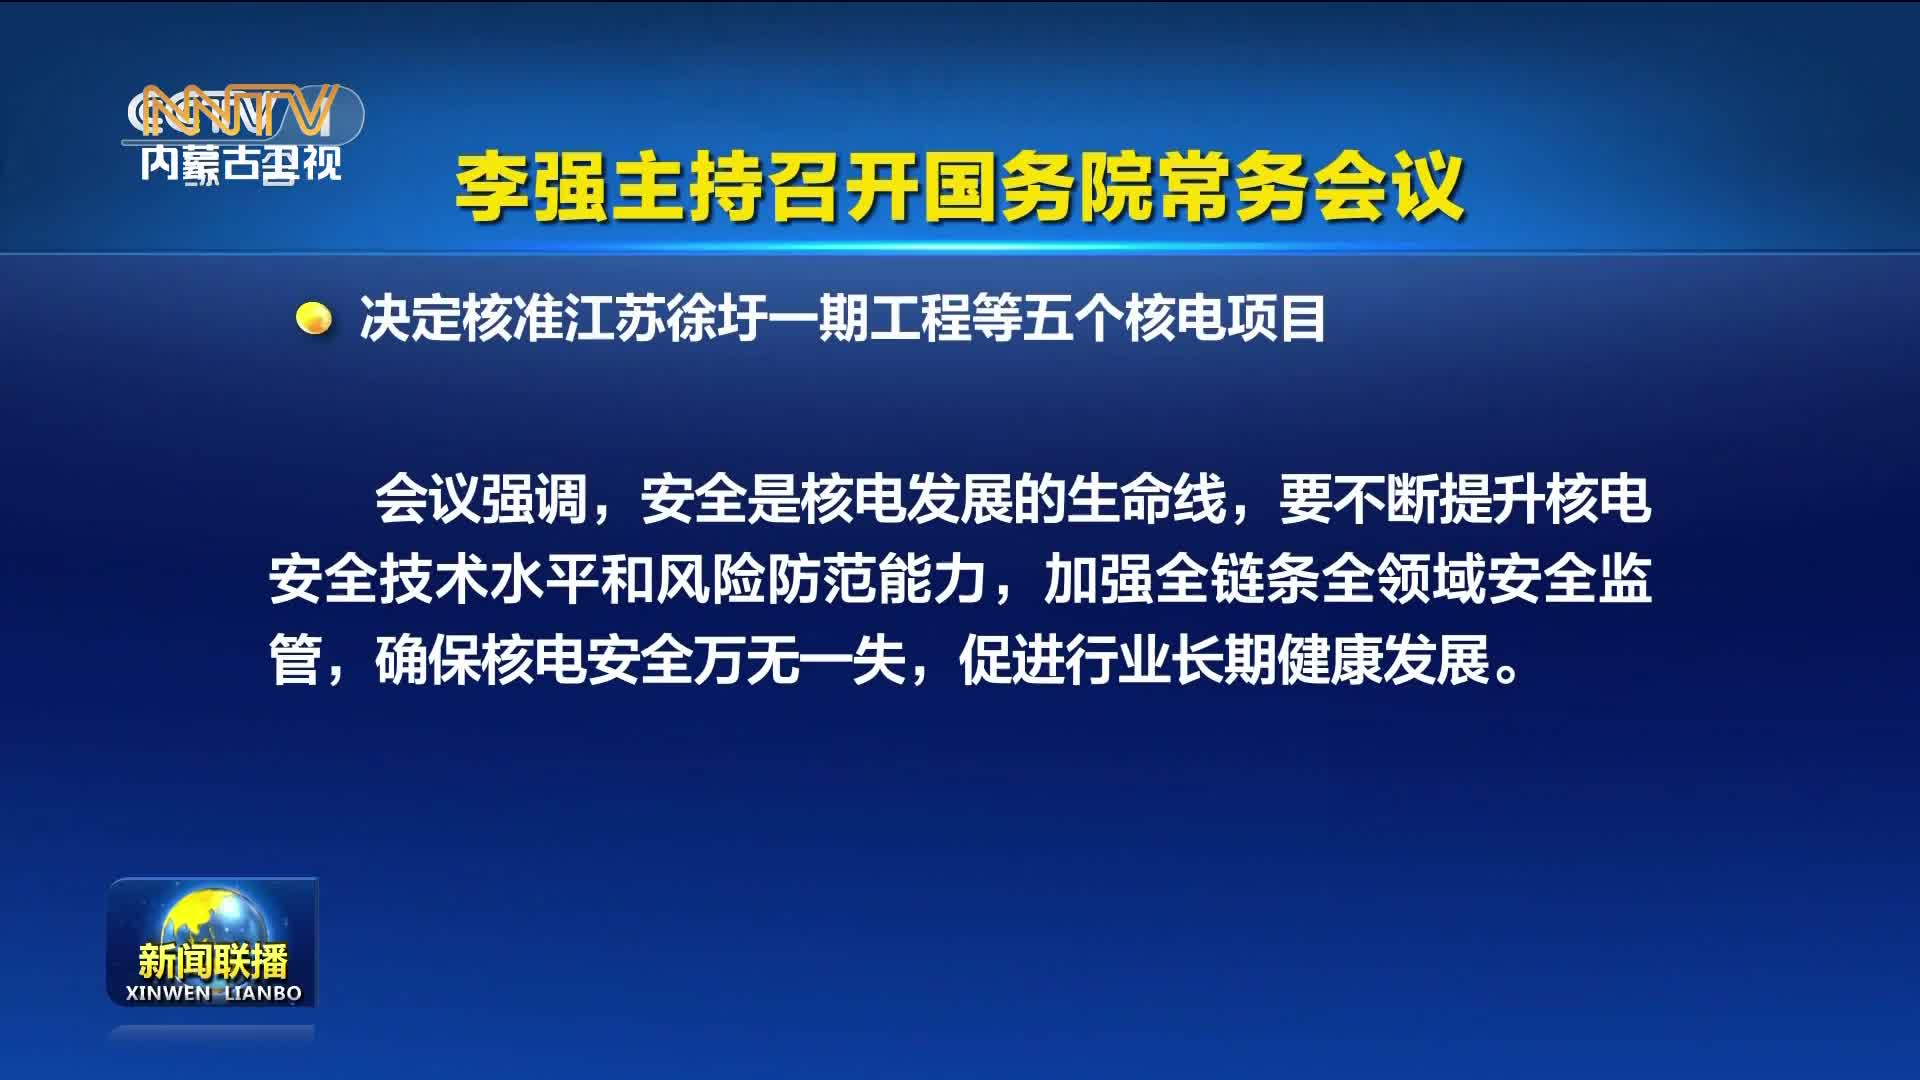 内蒙古卫视
李强主持召开国务院常务会议
决定核准江苏徐圩一期工程等五个核电项目
会议强调，安全是核电发展的生命线，要不断提升核电
安全技术水平和风险防范能力，加强全链条全领域安全监
管，确保核电安全万无一失，促进行业长期健康发展。
新闻联播
XINWEN LIANBO